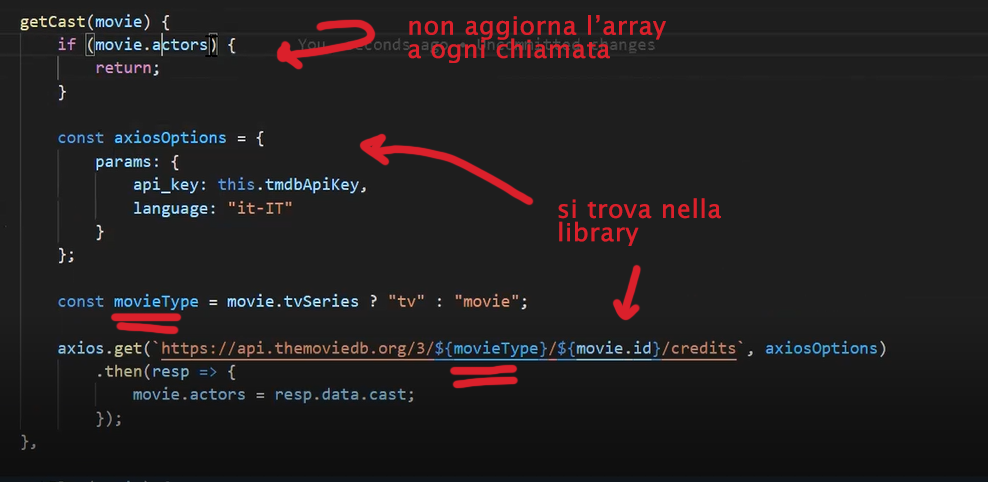 getCast(movie) {
non aggiorna l'array
if (movie.actors) {
You, seconds ago • Uncommitted changes
a ogni chiamata
return;
}
const axiosOptions = {
params: {
api_key: this.tmdbApiKey,
language: "it-IT"
}
};
si trova nella
library
const movieType = movie.tvSeries ? "tv" : "movie";
axios.get(`https://api.themoviedb.org/3/${movieType}/${movie.id}/credits`, axiosOptions)
.then(resp => {
movie.actors = resp.data.cast;
});
},